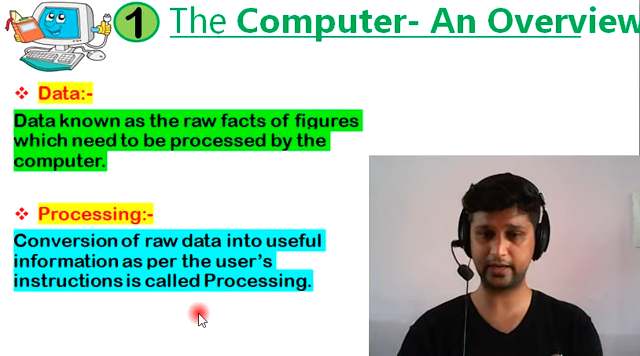 1 The Computer- An Overview
Data:-
Data known as the raw facts of figures
which need to be processed by the
computer.
Processing:-
Conversion of raw data into useful
information as per the user's
instructions is called Processing.